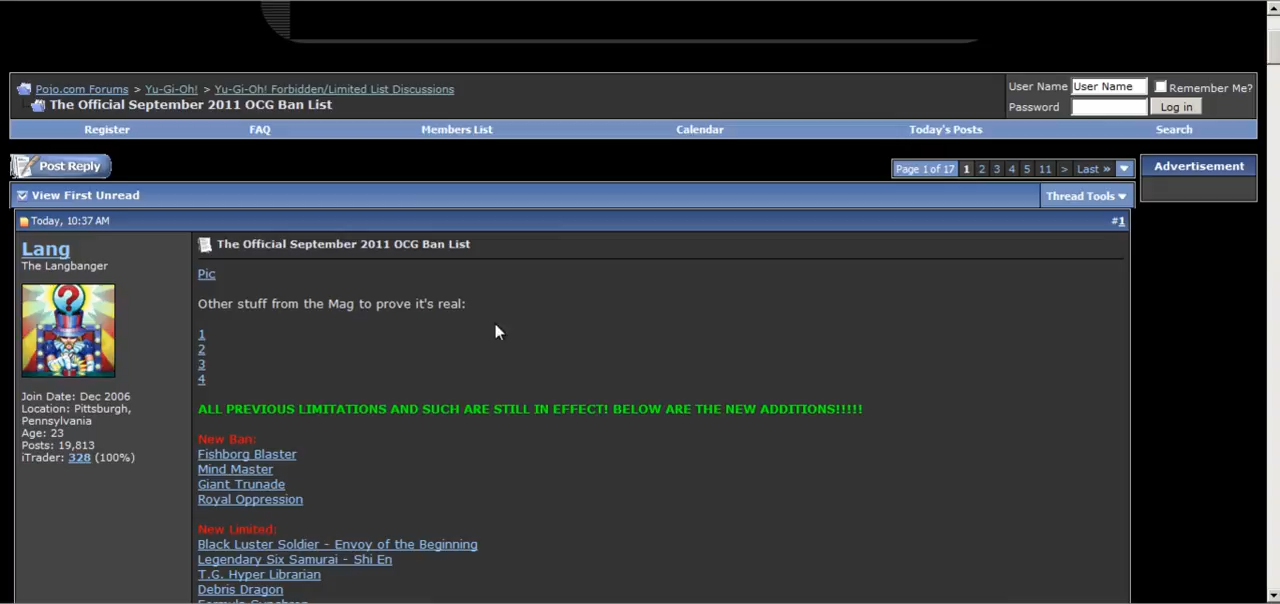 Pojo.com Forums > Yu-Gi-Oh! > Yu-Gi-Oh! Forbidden/Limited List Discussions
The Official September 2011 OCG Ban List
User Name User Name Remember Me?
Password Log in
Register FAQ Members List Calendar Today's Posts Search
Post Reply
Page 1 of 17 1 2 3 4 5 11 > Last »
Advertisement
View First Unread
Thread Tools
Today, 10:37 AM
#1
Lang
The Langbanger
Join Date: Dec 2006
Location: Pittsburgh,
Pennsylvania
Age: 23
Posts: 19,813
iTrader: 328 (100%)
The Official September 2011 OCG Ban List
Pic
Other stuff from the Mag to prove it's real:
1
2
3
4
ALL PREVIOUS LIMITATIONS AND SUCH ARE STILL IN EFFECT! BELOW ARE THE NEW ADDITIONS!!!!!
New Ban:
Fishborg Blaster
Mind Master
Giant Trunade
Royal Oppression
New Limited:
Black Luster Soldier - Envoy of the Beginning
Legendary Six Samurai - Shi En
T.G. Hyper Librarian
Debris Dragon